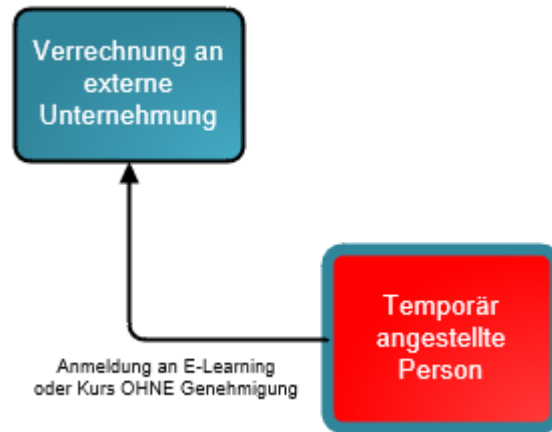 Verrechnung an
externe
Unternehmung
Temporär
angestellte
Person
Anmeldung an E-Learning
oder Kurs OHNE Genehmigung